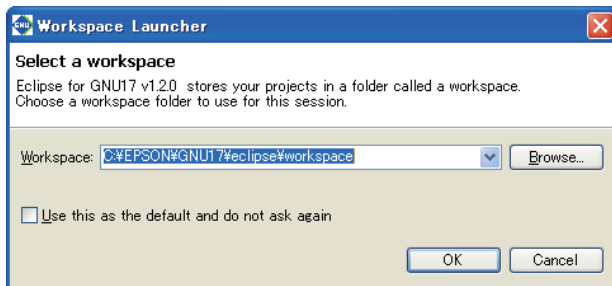 GNU Workspace Launcher
Select a workspace
Eclipse for GNU17 v1.2.0 stores your projects in a folder called a workspace.
Choose a workspace folder to use for this session.
Workspace: C:¥EPSON¥GNU17¥eclipse¥workspace Browse...
Use this as the default and do not ask again
OK Cancel